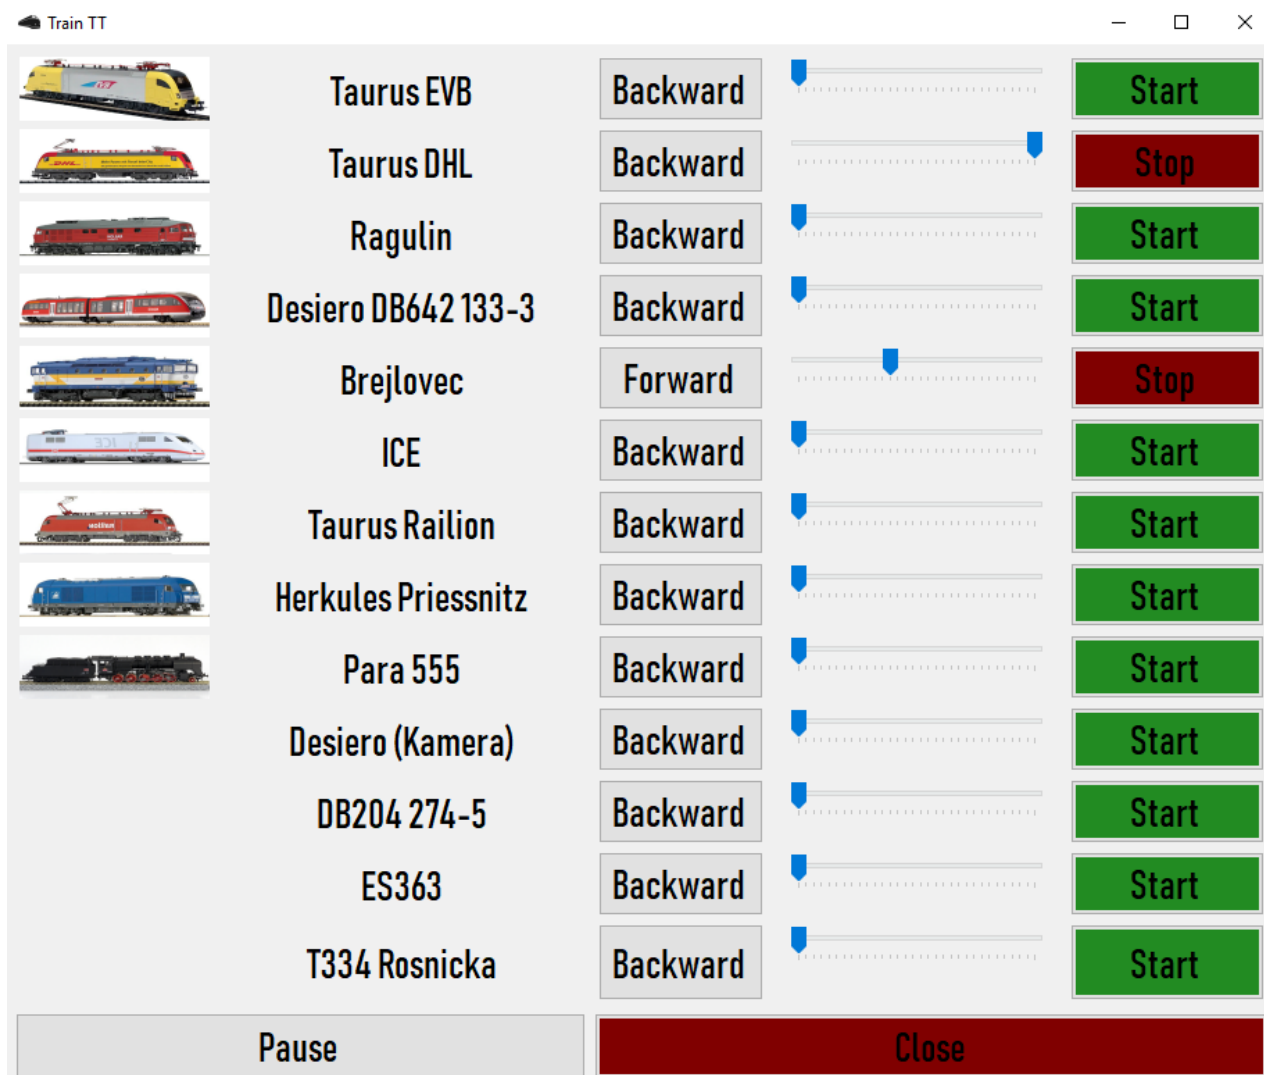 Train TT
Taurus EVB Backward Start
Taurus DHL Backward Stop
Ragulin Backward Start
Desiero DB642 133-3 Backward Start
Brejlovec Forward Stop
ICE Backward Start
Taurus Railion Backward Start
Herkules Priessnitz Backward Start
Para 555 Backward Start
Desiero (Kamera) Backward Start
DB204 274-5 Backward Start
ES363 Backward Start
T334 Rosnicka Backward Start
Pause Close